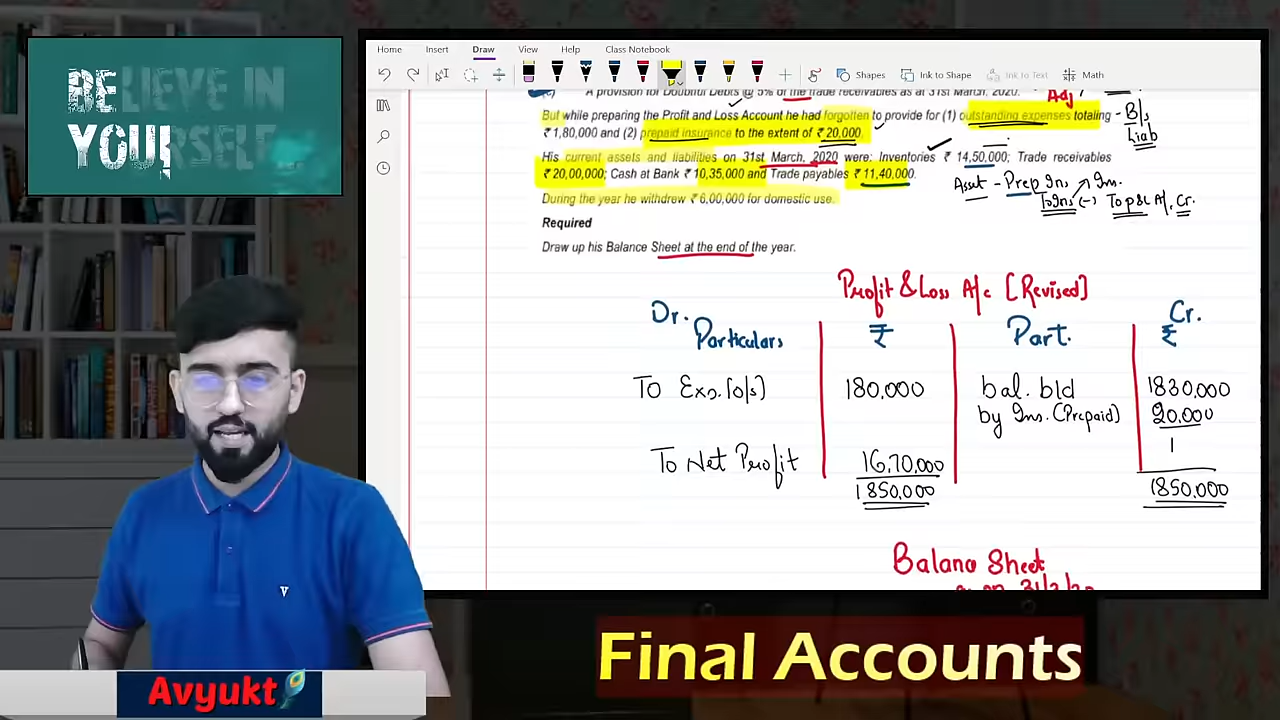 BELIEVE IN
YOURSELF
Home Insert Draw View Help Class Notebook
Shapes Ink to Shape Ink to Text Math
A provision for Doubtful Debts @ 5% of the trade receivables as at 31st March, 2020.
Adj
But while preparing the Profit and Loss Account he had forgotten to provide for (1) outstanding expenses totaling - B/s
₹ 1,80,000 and (2) prepaid insurance to the extent of ₹ 20,000. Liab
His current assets and liabilities on 31st March, 2020 were: Inventories ₹ 14,50,000; Trade receivables
₹ 20,00,000; Cash at Bank ₹ 10,35,000 and Trade payables ₹ 11,40,000.
Asset - Prep Ins Ins.
To Ins (-) To P&L A/c Cr.
During the year he withdrew ₹ 6,00,000 for domestic use.
Required
Draw up his Balance Sheet at the end of the year.
Profit & Loss A/c [Revised]
Dr. Cr.
Particulars ₹ Part. ₹
To Exp. [o/s] 180,000 bal. b/d 1830,000
by Ins. (Prepaid) 20,000
To Net Profit 16,70,000
1850,000 1850,000
Balance Sheet
Final Accounts
Avyukt